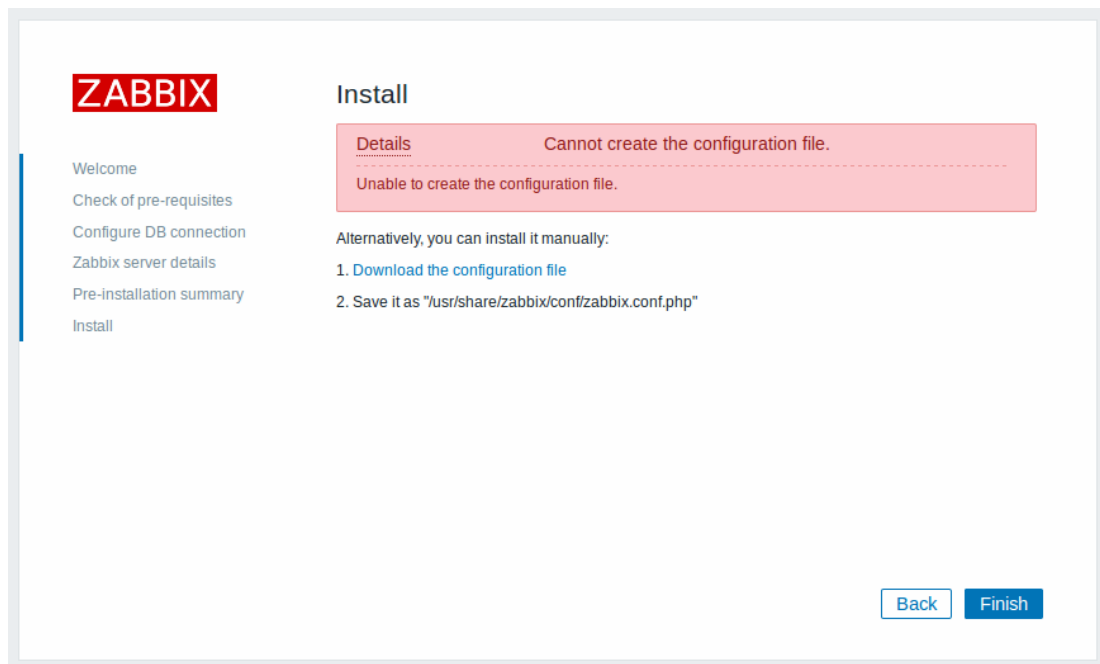 ZABBIX
Welcome
Check of pre-requisites
Configure DB connection
Zabbix server details
Pre-installation summary
Install
Install
Details Cannot create the configuration file.
Unable to create the configuration file.
Alternatively, you can install it manually:
1. Download the configuration file
2. Save it as "/usr/share/zabbix/conf/zabbix.conf.php"
Back Finish